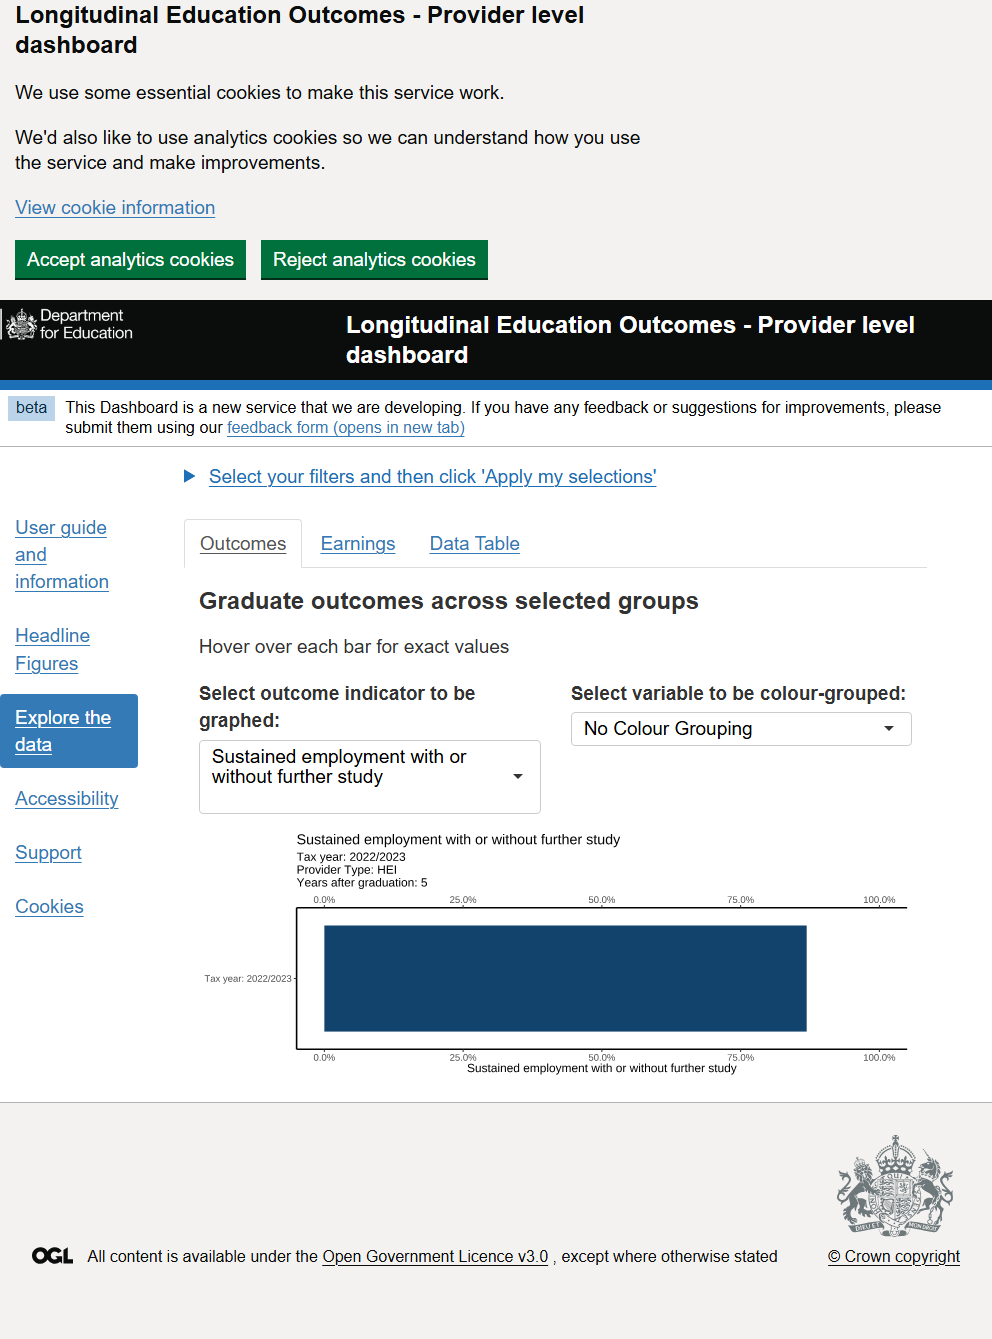 Longitudinal Education Outcomes - Provider level
dashboard
We use some essential cookies to make this service work.
We'd also like to use analytics cookies so we can understand how you use
the service and make improvements.
View cookie information
Accept analytics cookies
Reject analytics cookies
Department
for Education
Longitudinal Education Outcomes - Provider level
dashboard
beta
This Dashboard is a new service that we are developing. If you have any feedback or suggestions for improvements, please
submit them using our feedback form (opens in new tab)
Select your filters and then click 'Apply my selections'
User guide
and
information
Headline
Figures
Explore the
data
Accessibility
Support
Cookies
Outcomes
Earnings
Data Table
Graduate outcomes across selected groups
Hover over each bar for exact values
Select outcome indicator to be
graphed:
Sustained employment with or
without further study
Select variable to be colour-grouped:
No Colour Grouping
Sustained employment with or without further study
Tax year: 2022/2023
Provider Type: HEI
Years after graduation: 5
0.0% 25.0% 50.0% 75.0% 100.0%
Tax year: 2022/2023
0.0% 25.0% 50.0% 75.0% 100.0%
Sustained employment with or without further study
OGL All content is available under the Open Government Licence v3.0 , except where otherwise stated
© Crown copyright